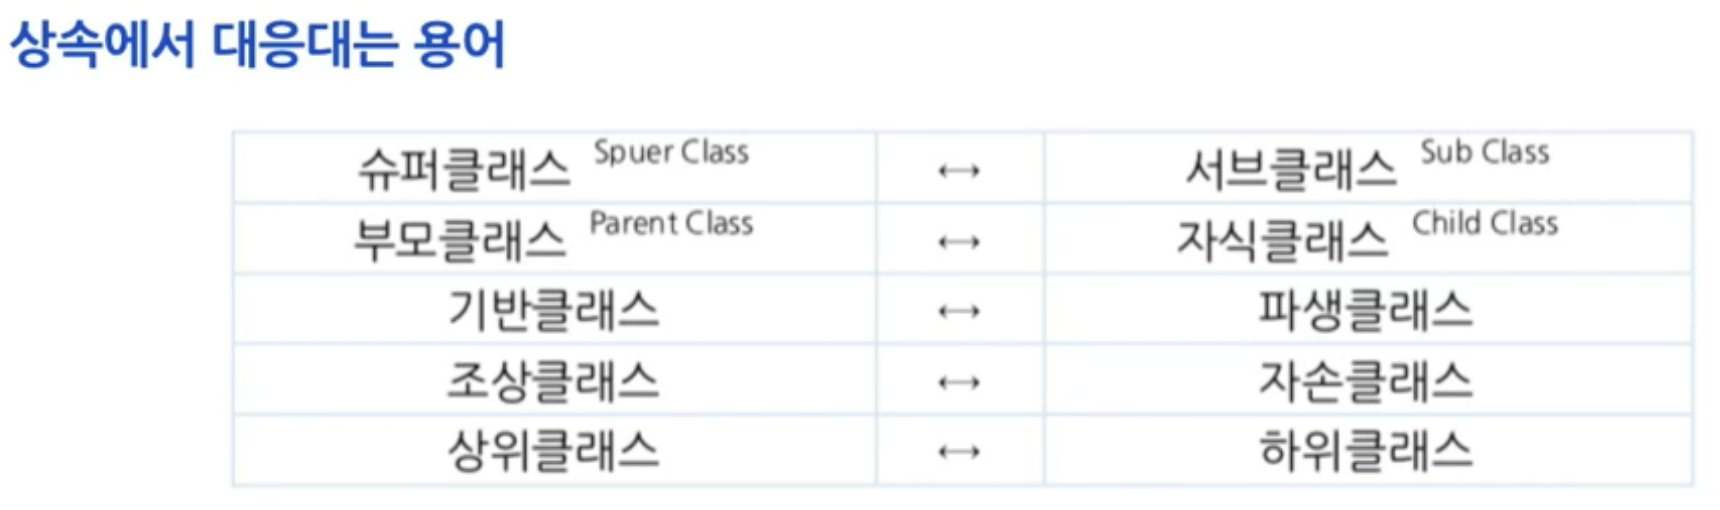 상속에서 대응대는 용어
슈퍼클래스 Spuer Class ↔ 서브클래스 Sub Class
부모클래스 Parent Class ↔ 자식클래스 Child Class
기반클래스 ↔ 파생클래스
조상클래스 ↔ 자손클래스
상위클래스 ↔ 하위클래스